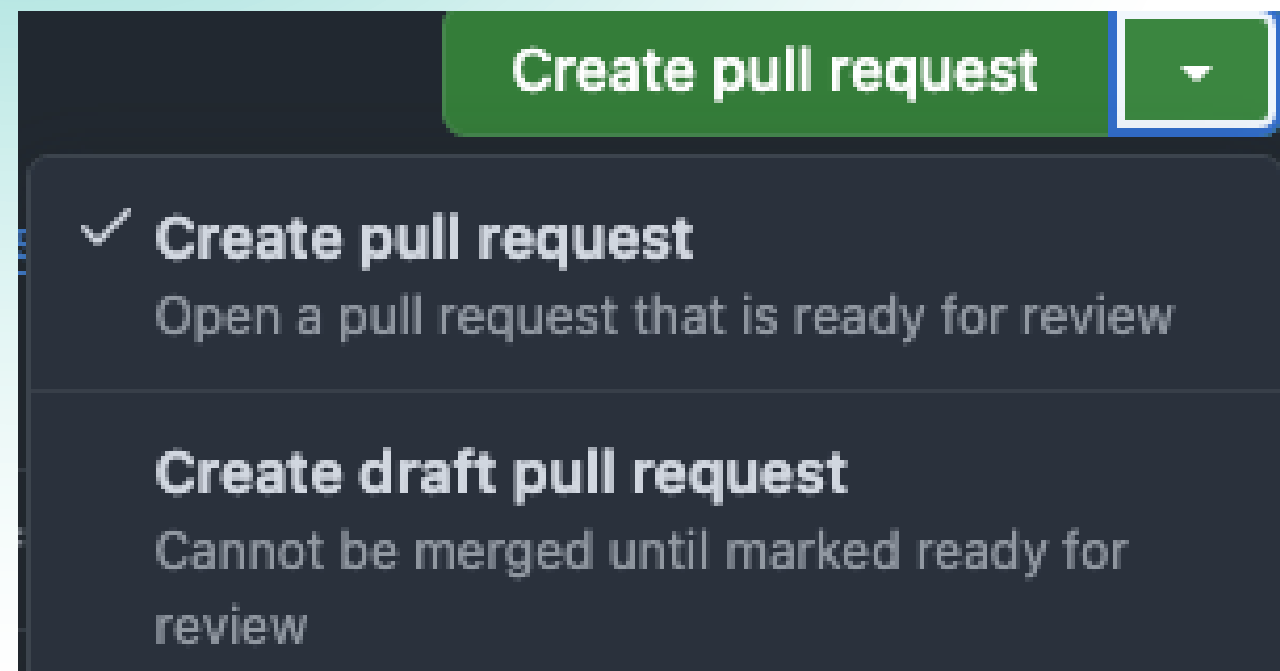 Create pull request
Create pull request
Open a pull request that is ready for review
Create draft pull request
Cannot be merged until marked ready for
review